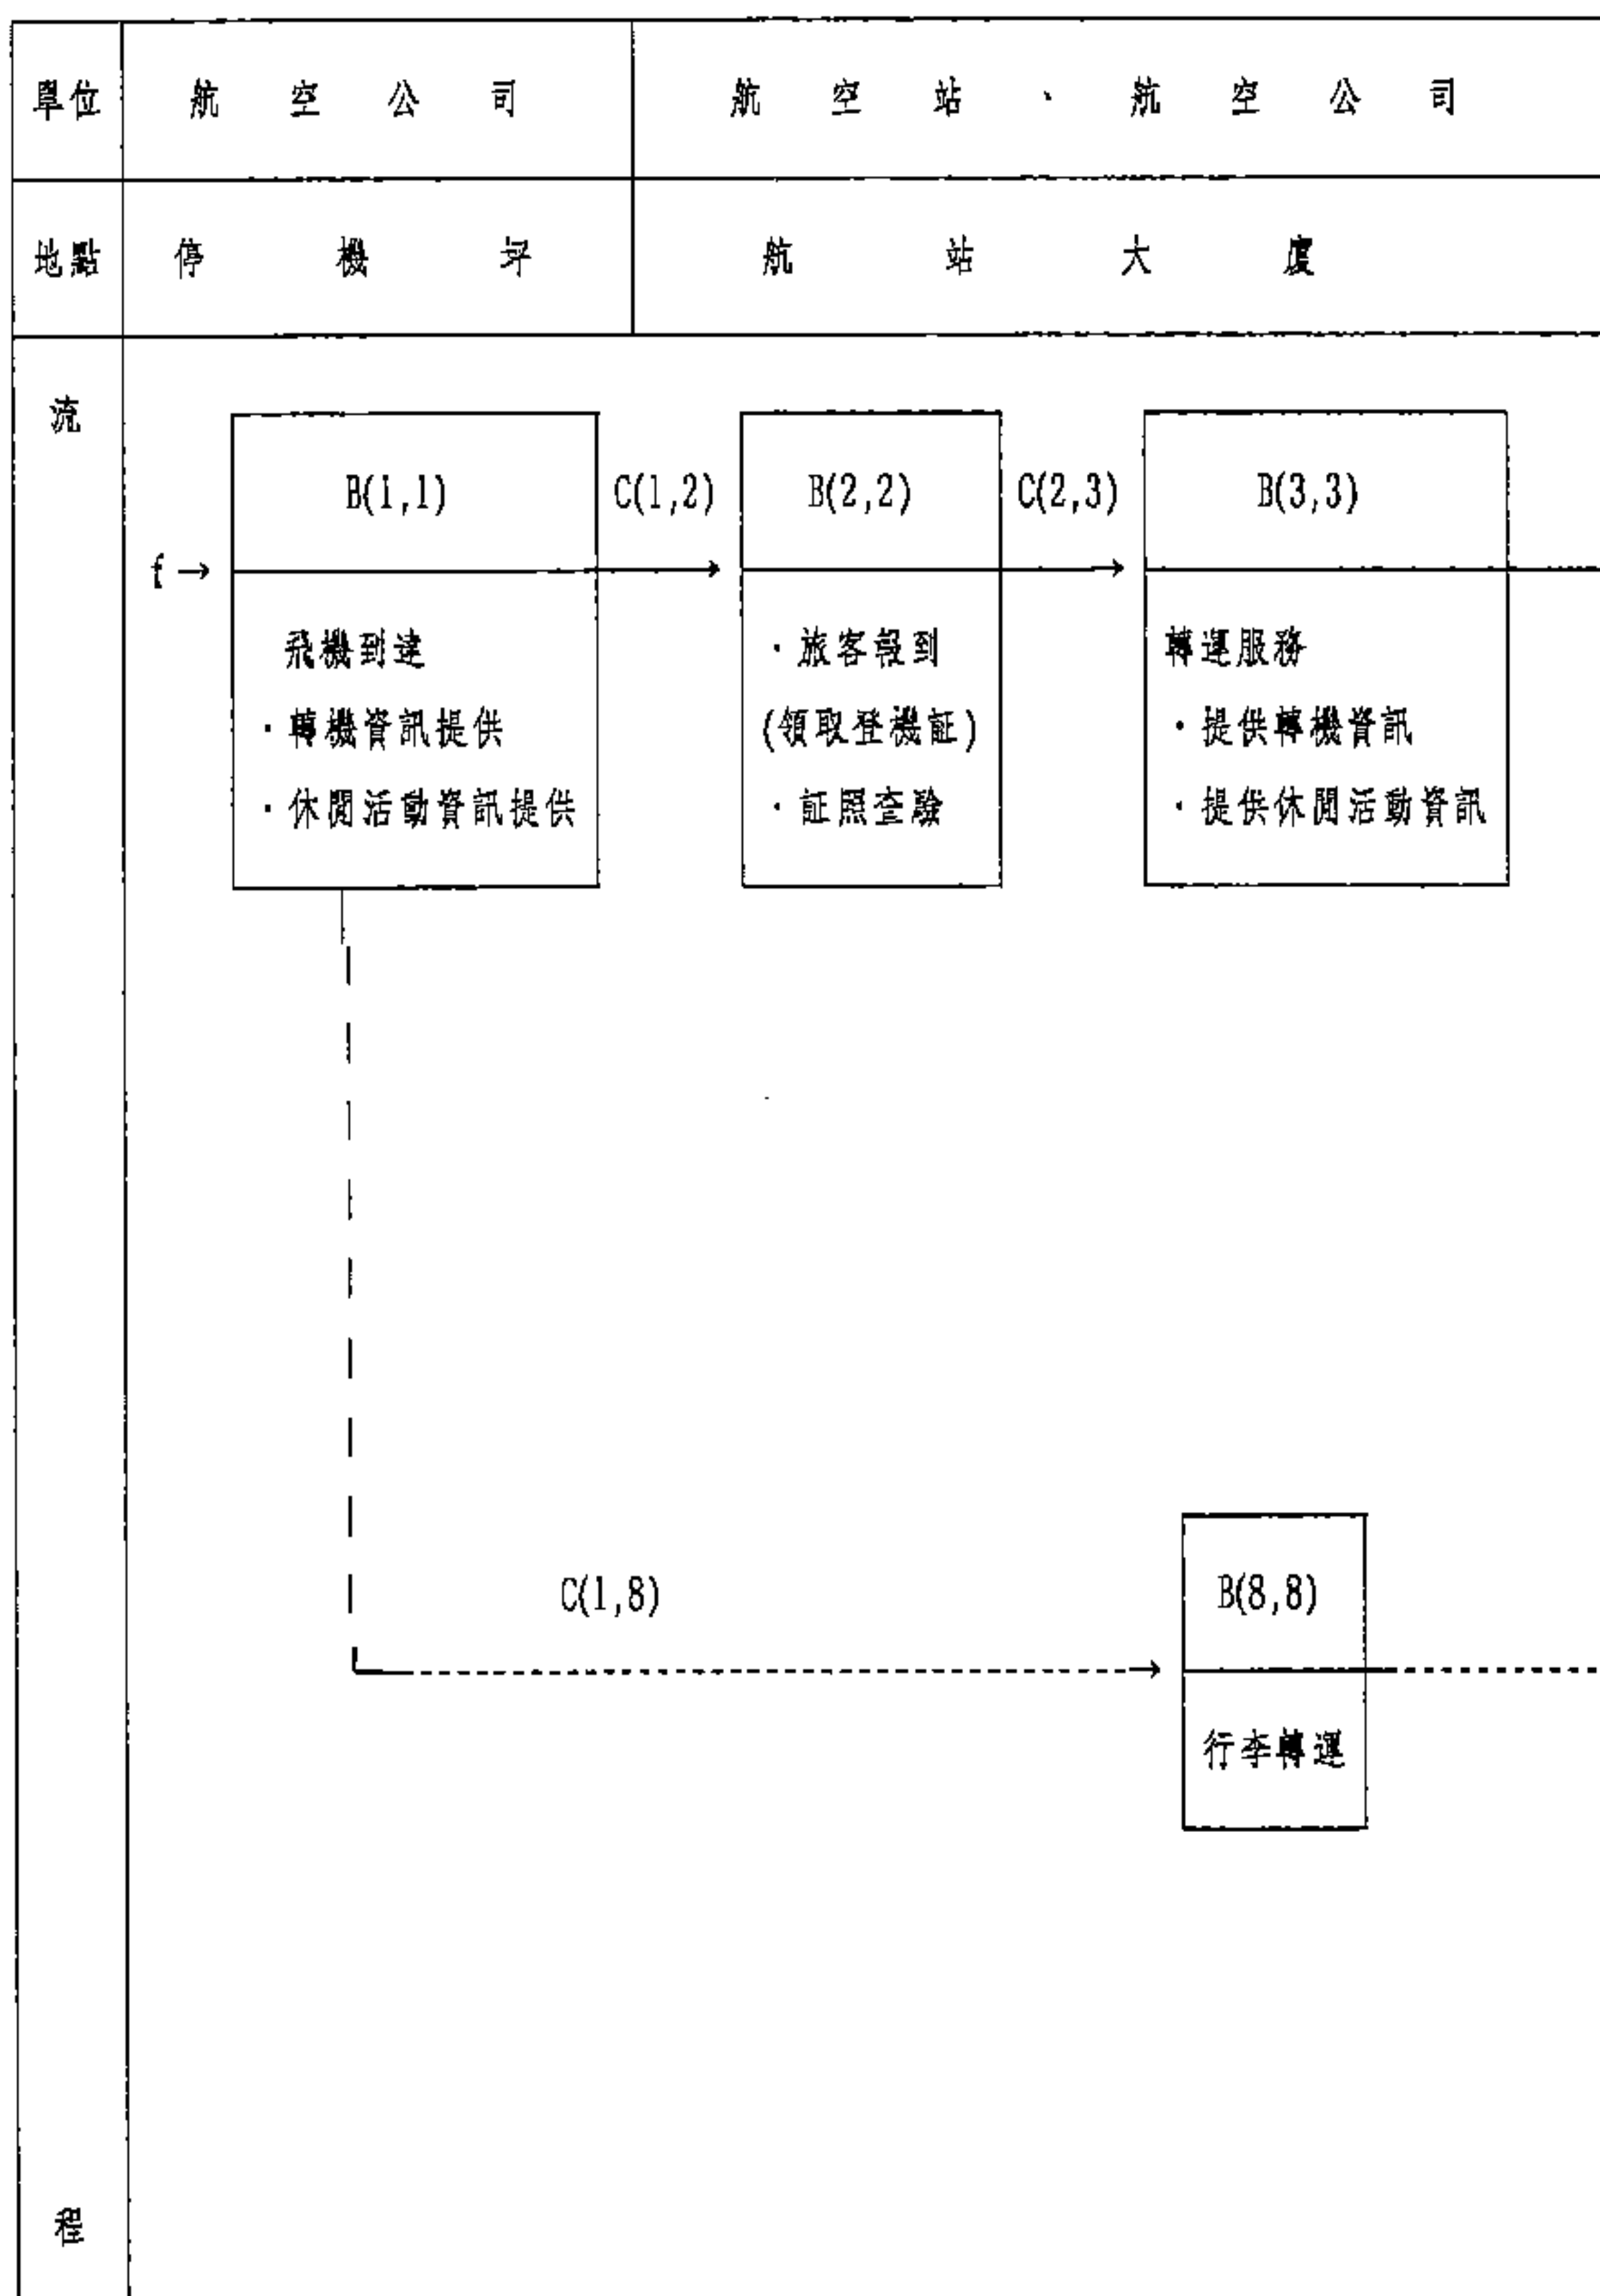 單位 航空公司 航空站、航空公司
地點 停機坪 航站大廈
流
B(1,1) C(1,2) B(2,2) C(2,3) B(3,3)
f →
飛機到達 ・旅客報到 轉運服務
・轉機資訊提供 (領取登機証) ・提供轉機資訊
・休閒活動資訊提供 ・証照查驗 ・提供休閒活動資訊
C(1,8) B(8,8)
行李轉運
程